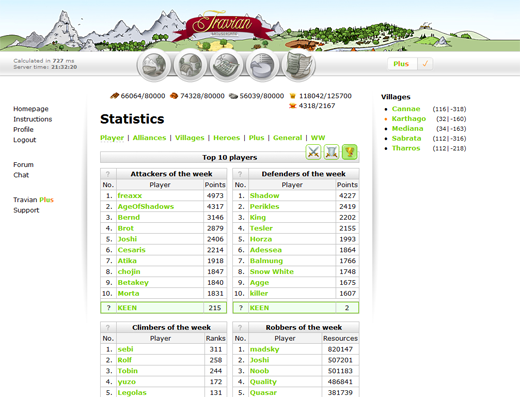 Travian
Calculated in 737 ms
Server time: 21:32:20
Plus
66064/80000 74328/80000 56039/80000 118042/125700
4318/2167
Homepage
Instructions
Profile
Logout
Forum
Chat
Travian Plus
Support
Statistics
Player | Alliances | Villages | Heroes | Plus | General | WW
Top 10 players
? Attackers of the week
No. Player Points
1. freaxx 4973
2. AgeOfShadows 4317
3. Bernd 3146
4. Brot 2879
5. Joshi 2406
6. Cesaris 2214
7. Atika 1918
8. chojin 1847
9. Betakey 1840
10. Morta 1831
? KEEN 215
? Defenders of the week
No. Player Points
1. Shadow 4227
2. Perikles 2419
3. King 2202
4. Tesler 2155
5. Horza 1993
6. Adessea 1864
7. Balmung 1766
8. Snow White 1748
9. Agge 1675
10. killer 1607
? KEEN 2
? Climbers of the week
No. Player Ranks
1. sebi 311
2. Rolf 258
3. Tobin 244
4. yuzo 172
5. Legolas 131
? Robbers of the week
No. Player Resources
1. madsky 820147
2. Joshi 507201
3. Noob 501183
4. Quality 486841
5. Quasar 381739
Villages
Cannae (116|-318)
Karthago (32|-160)
Mediana (34|-163)
Sabrata (112|-318)
Tharros (112|-218)